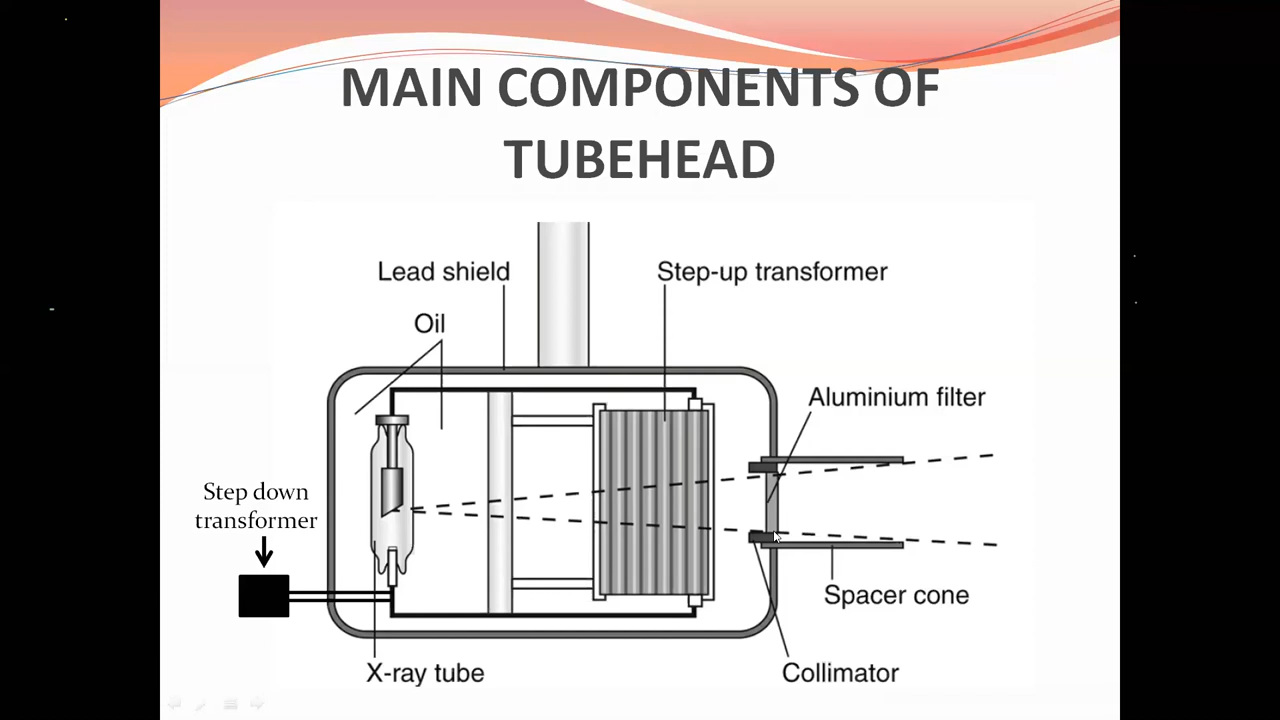 MAIN COMPONENTS OF
TUBEHEAD
Lead shield
Step-up transformer
Oil
Aluminium filter
Step down
transformer
Spacer cone
X-ray tube
Collimator